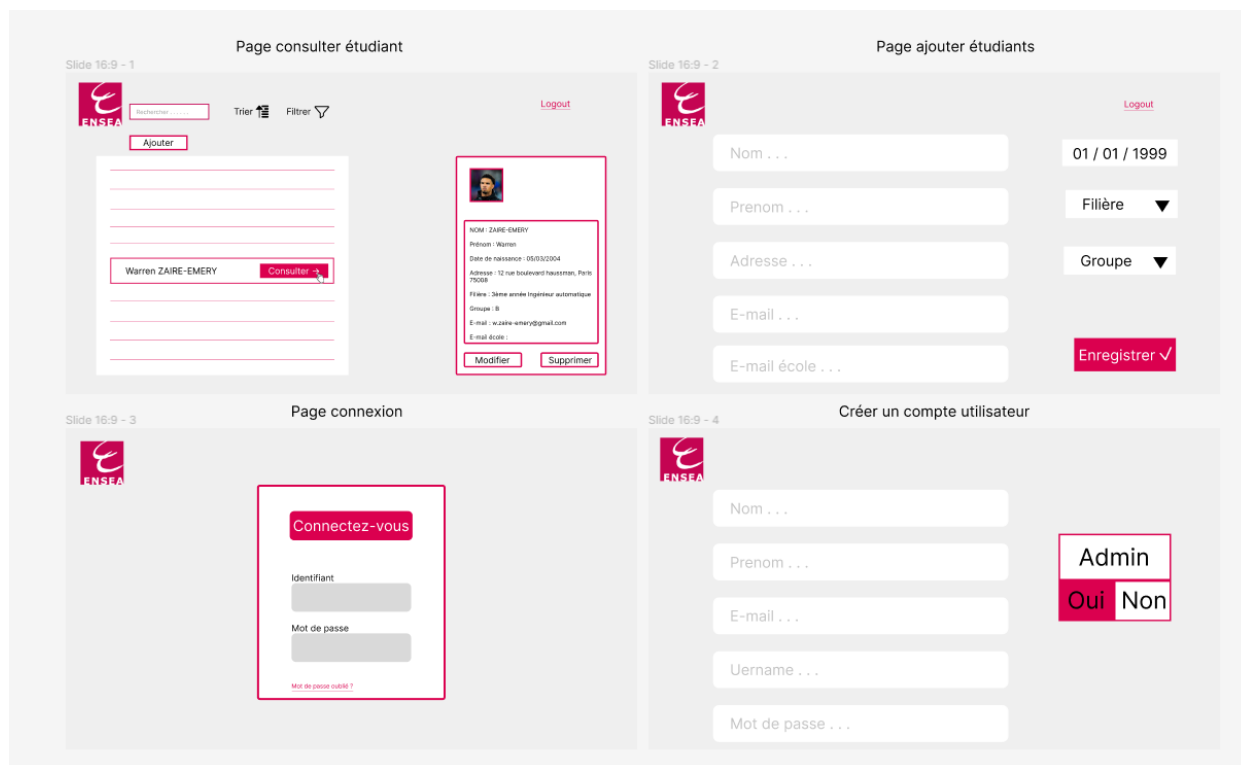 Page consulter étudiant
Slide 16:9 - 1
ENSEA
Rechercher . . . . . .
Trier
Filtrer
Logout
Ajouter
Warren ZAIRE-EMERY
Consulter →
NOM : ZAIRE-EMERY
Prénom : Warren
Date de naissance : 05/03/2004
Adresse : 12 rue boulevard haussman, Paris
75008
Filière : 3ème année Ingénieur automatique
Groupe : B
E-mail : w.zaire-emery@gmail.com
E-mail école :
Modifier
Supprimer
Page ajouter étudiants
Slide 16:9 - 2
ENSEA
Logout
Nom . . .
01 / 01 / 1999
Prenom . . .
Filière
Adresse . . .
Groupe
E-mail . . .
E-mail école . . .
Enregistrer ✓
Page connexion
Slide 16:9 - 3
ENSEA
Connectez-vous
Identifiant
Mot de passe
Mot de passe oublié ?
Créer un compte utilisateur
Slide 16:9 - 4
ENSEA
Nom . . .
Prenom . . .
E-mail . . .
Uername . . .
Mot de passe . . .
Admin
Oui
Non